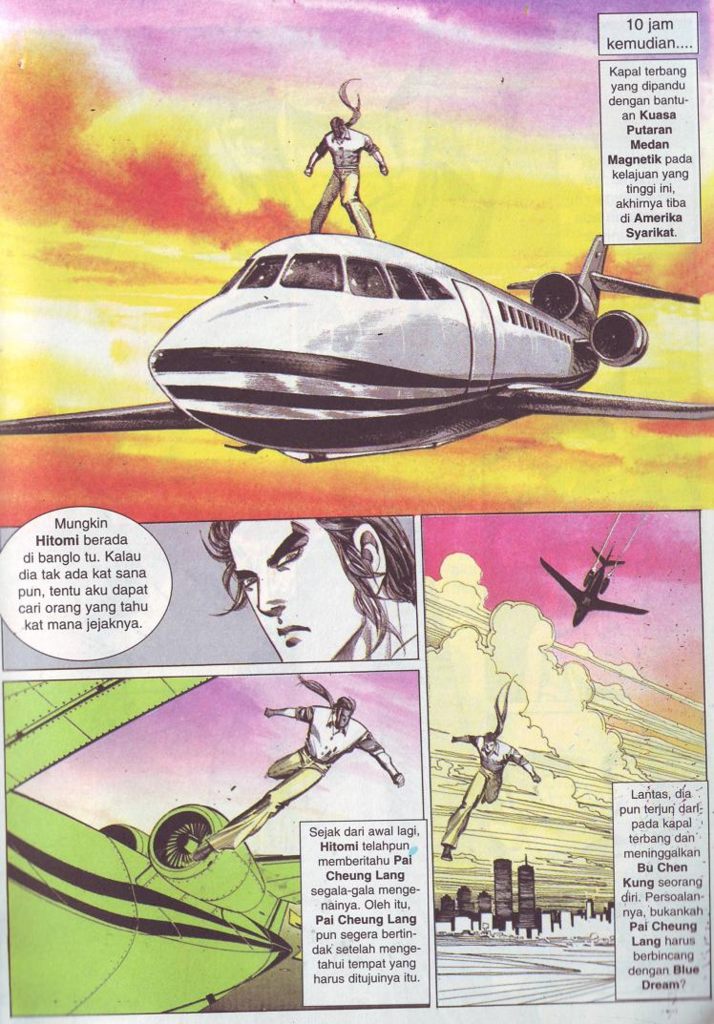 10 jam
kemudian....
Kapal terbang
yang dipandu
dengan bantu-
an Kuasa
Putaran
Medan
Magnetik pada
kelajuan yang
tinggi ini,
akhirnya tiba
di Amerika
Syarikat.
Mungkin
Hitomi berada
di banglo tu. Kalau
dia tak ada kat sana
pun, tentu aku dapat
cari orang yang tahu
kat mana jejaknya.
Sejak dari awal lagi,
Hitomi telahpun
memberitahu Pai
Cheung Lang
segala-gala menge-
nainya. Oleh itu,
Pai Cheung Lang
pun segera bertin-
dak setelah menge-
tahui tempat yang
harus ditujuinya itu.
Lantas, dia
pun terjun dari-
pada kapal
terbang dan
meninggalkan
Bu Chen
Kung seorang
diri. Persoalan-
nya, bukankah
Pai Cheung
Lang harus
berbincang
dengan Blue
Dream?